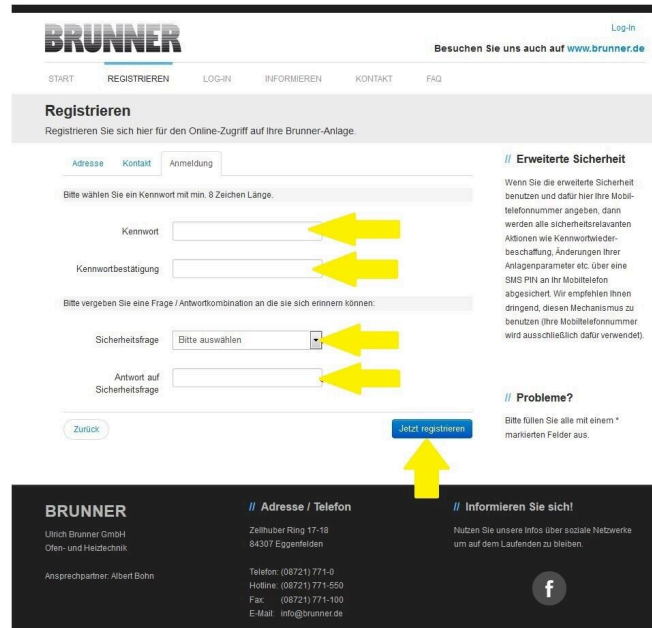 BRUNNER
Log-In
Besuchen Sie uns auch auf www.brunner.de
START REGISTRIEREN LOG-IN INFORMIEREN KONTAKT FAQ
Registrieren
Registrieren Sie sich hier für den Online-Zugriff auf Ihre Brunner-Anlage.
Adresse Kontakt Anmeldung
Bitte wählen Sie ein Kennwort mit min. 8 Zeichen Länge.
Kennwort
Kennwortbestätigung
Bitte vergeben Sie eine Frage / Antwortkombination an die sie sich erinnern können:
Sicherheitsfrage Bitte auswählen
Antwort auf
Sicherheitsfrage
Zurück Jetzt registrieren
// Erweiterte Sicherheit
Wenn Sie die erweiterte Sicherheit
benutzen und dafür hier Ihre Mobil-
telefonnummer angeben, dann
werden alle sicherheitsrelevanten
Aktionen wie Kennwortwieder-
beschaffung, Änderungen Ihrer
Anlagenparameter etc. über eine
SMS PIN an Ihr Mobiltelefon
abgesichert. Wir empfehlen Ihnen
dringend, diesen Mechanismus zu
benutzen (Ihre Mobiltelefonnummer
wird ausschließlich dafür verwendet).
// Probleme?
Bitte füllen Sie alle mit einem *
markierten Felder aus.
BRUNNER
Ulrich Brunner GmbH
Ofen- und Heiztechnik
Ansprechpartner: Albert Bohn
// Adresse / Telefon
Zellhuber Ring 17-18
84307 Eggenfelden
Telefon: (08721) 771-0
Hotline: (08721) 771-550
Fax: (08721) 771-100
E-Mail: info@brunner.de
// Informieren Sie sich!
Nutzen Sie unsere Infos über soziale Netzwerke
um auf dem Laufenden zu bleiben.
f